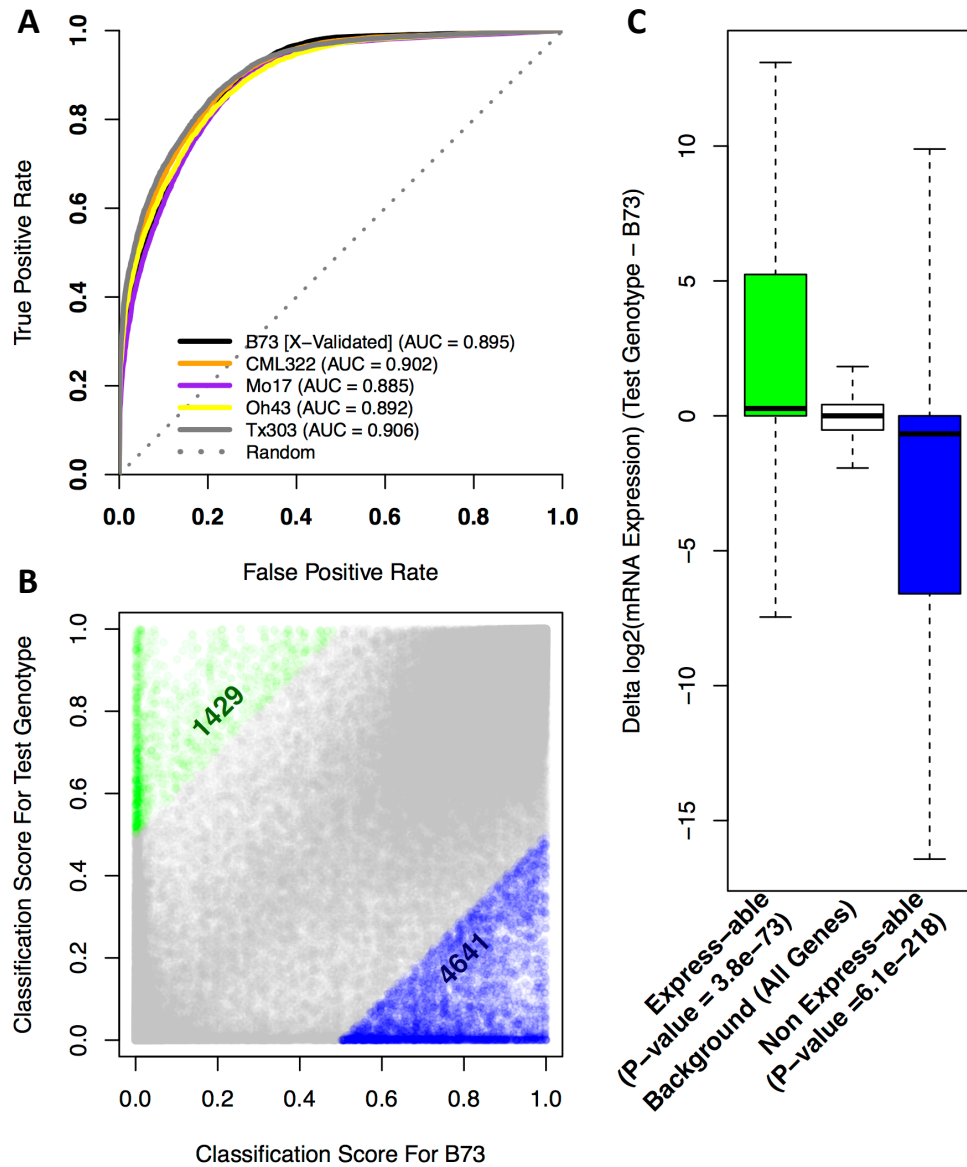 A
True Positive Rate
1.0
0.8
0.6
0.4
0.2
0.0
B73 [X−Validated] (AUC = 0.895)
CML322 (AUC = 0.902)
Mo17 (AUC = 0.885)
Oh43 (AUC = 0.892)
Tx303 (AUC = 0.906)
Random
0.0 0.2 0.4 0.6 0.8 1.0
False Positive Rate
B
Classification Score For Test Genotype
1.0
0.8
0.6
0.4
0.2
0.0
1429
4641
0.0 0.2 0.4 0.6 0.8 1.0
Classification Score For B73
C
Delta log2(mRNA Expression) (Test Genotype − B73)
10
5
0
−5
−10
−15
Express−able
(P−value = 3.8e−73)
Background (All Genes)
Non Express−able
(P−value =6.1e−218)